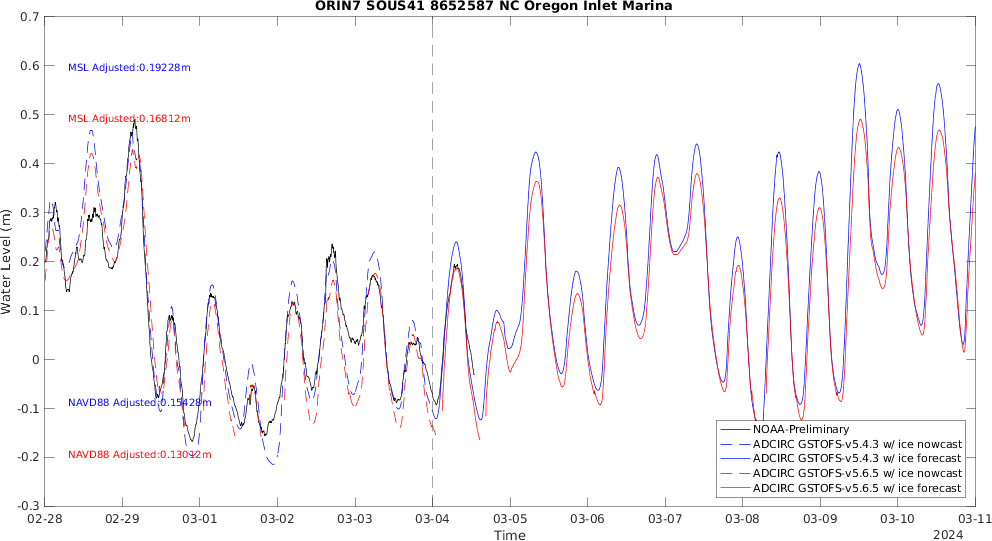 ORIN7 SOUS41 8652587 NC Oregon Inlet Marina
0.7
0.6
0.5
0.4
0.3
0.2
0.1
0
-0.1
-0.2
-0.3
Water Level (m)
MSL Adjusted:0.19228m
MSL Adjusted:0.16812m
NAVD88 Adjusted:0.15428m
NAVD88 Adjusted:0.13012m
NOAA-Preliminary
ADCIRC GSTOFS-v5.4.3 w/ ice nowcast
ADCIRC GSTOFS-v5.4.3 w/ ice forecast
ADCIRC GSTOFS-v5.6.5 w/ ice nowcast
ADCIRC GSTOFS-v5.6.5 w/ ice forecast
02-28 02-29 03-01 03-02 03-03 03-04 03-05 03-06 03-07 03-08 03-09 03-10 03-11
Time
2024